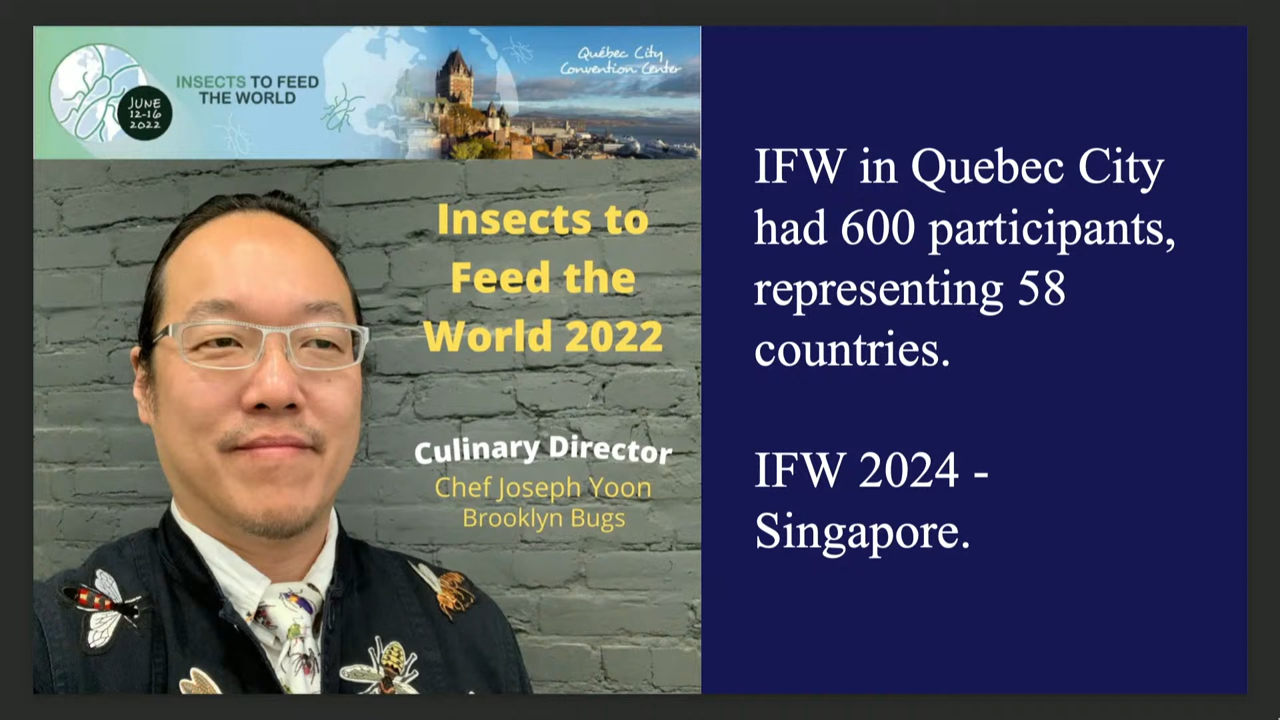 INSECTS TO FEED
THE WORLD
JUNE
12-16
2022
Québec City
Convention Center
Insects to
Feed the
World 2022
Culinary Director
Chef Joseph Yoon
Brooklyn Bugs
IFW in Quebec City
had 600 participants,
representing 58
countries.
IFW 2024 -
Singapore.